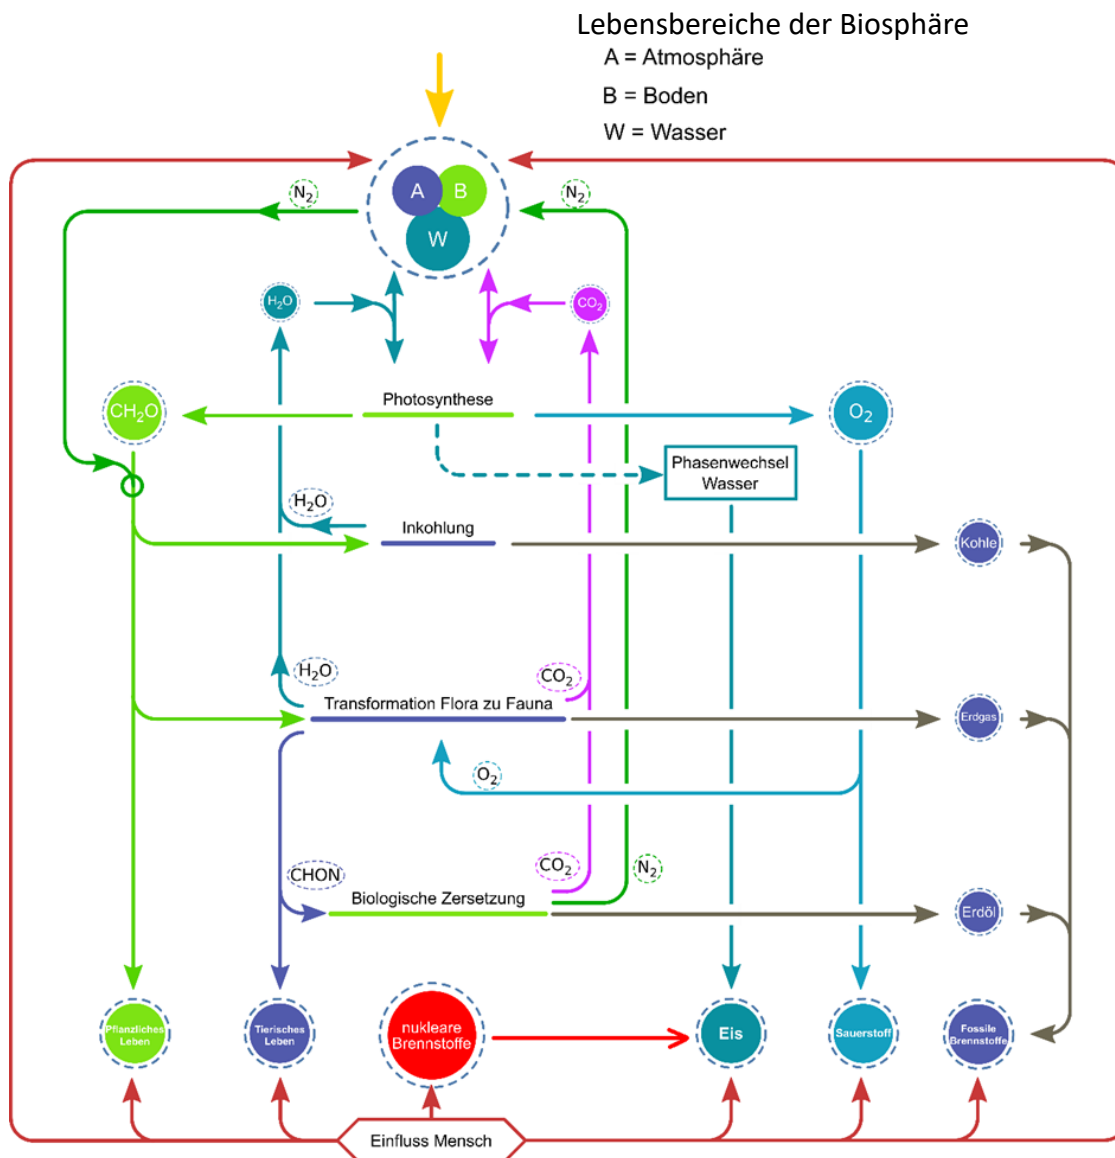 Lebensbereiche der Biosphäre
A = Atmosphäre
B = Boden
W = Wasser
A
B
W
N₂
N₂
H₂O
CO₂
CH₂O
Photosynthese
O₂
Phasenwechsel
Wasser
H₂O
Inkohlung
Kohle
H₂O
CO₂
Transformation Flora zu Fauna
Erdgas
O₂
CHON
CO₂
N₂
Biologische Zersetzung
Erdöl
Pflanzliches
Leben
Tierisches
Leben
nukleare
Brennstoffe
Eis
Sauerstoff
Fossile
Brennstoffe
Einfluss Mensch